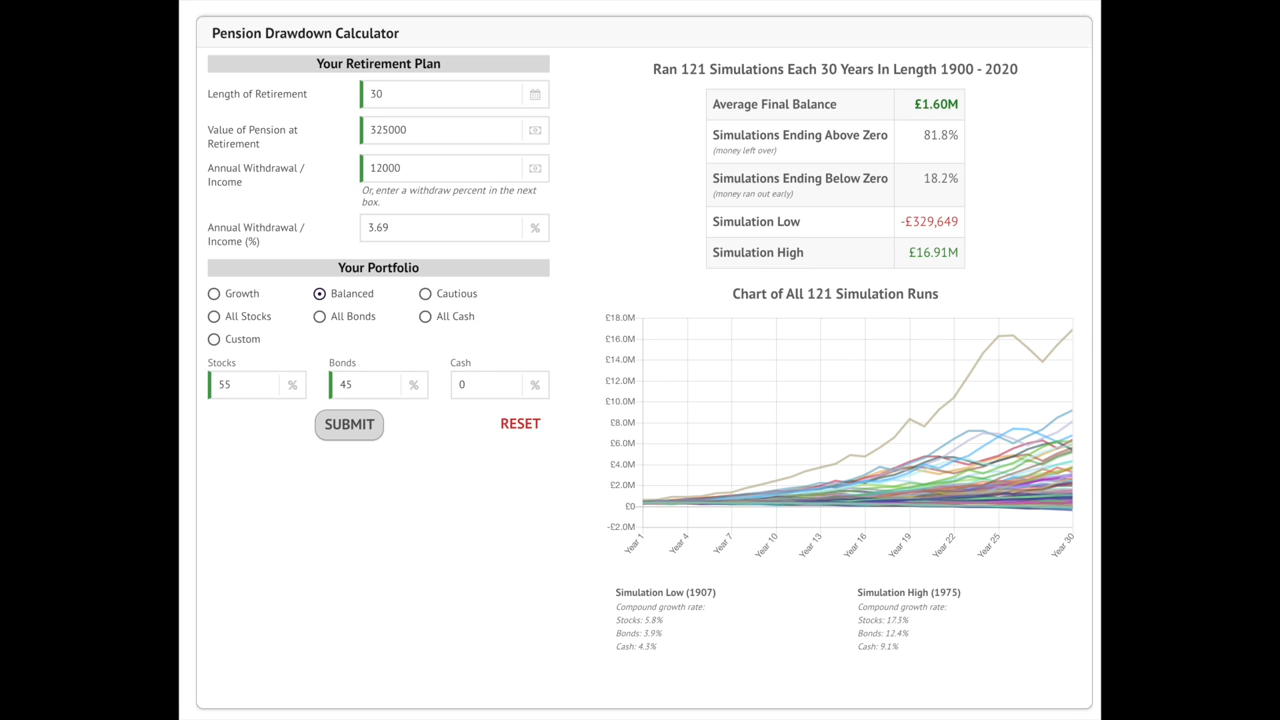 Pension Drawdown Calculator
Your Retirement Plan
Length of Retirement
30
Value of Pension at
Retirement
325000
Annual Withdrawal /
Income
12000
Or, enter a withdraw percent in the next
box.
Annual Withdrawal /
Income (%)
3.69
%
Your Portfolio
Growth
Balanced
Cautious
All Stocks
All Bonds
All Cash
Custom
Stocks
Bonds
Cash
55
%
45
%
0
%
SUBMIT
RESET
Ran 121 Simulations Each 30 Years In Length 1900 - 2020
Average Final Balance
£1.60M
Simulations Ending Above Zero
81.8%
(money left over)
Simulations Ending Below Zero
18.2%
(money ran out early)
Simulation Low
-£329,649
Simulation High
£16.91M
Chart of All 121 Simulation Runs
£18.0M
£16.0M
£14.0M
£12.0M
£10.0M
£8.0M
£6.0M
£4.0M
£2.0M
£0
-£2.0M
Year 1
Year 4
Year 7
Year 10
Year 13
Year 16
Year 19
Year 22
Year 25
Year 30
Simulation Low (1907)
Compound growth rate:
Stocks: 5.8%
Bonds: 3.9%
Cash: 4.3%
Simulation High (1975)
Compound growth rate:
Stocks: 17.3%
Bonds: 12.4%
Cash: 9.1%